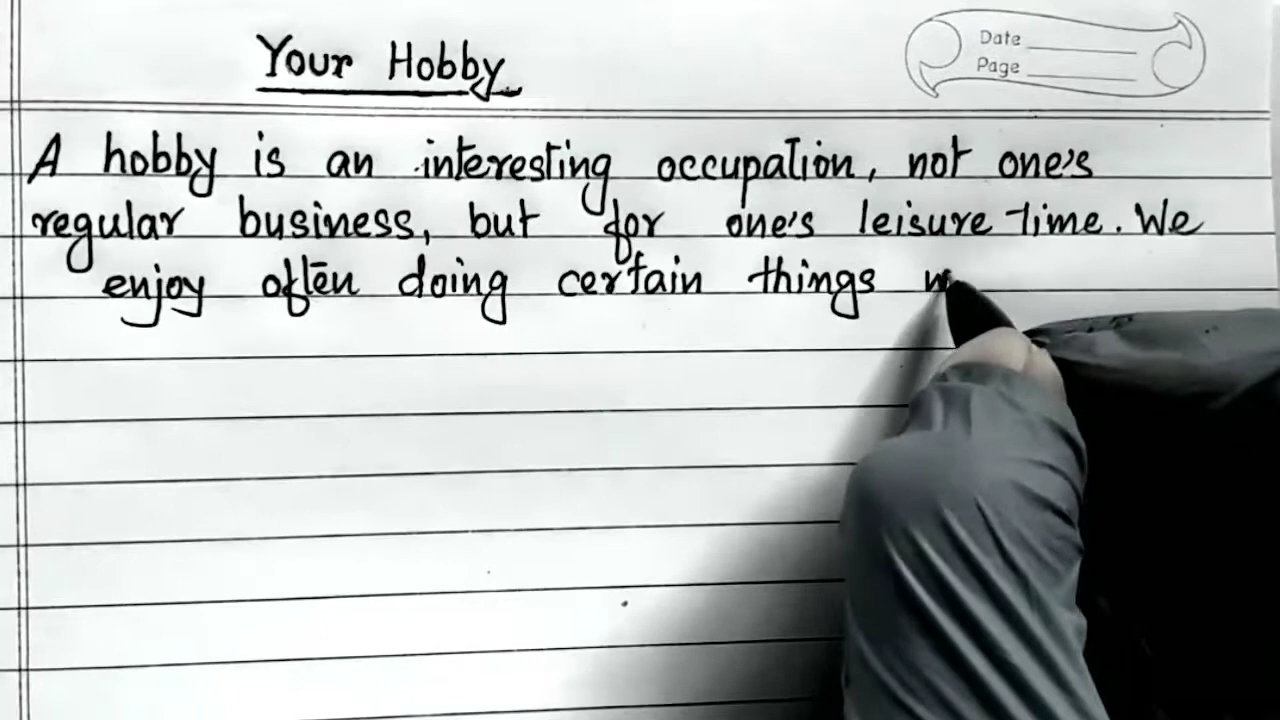 Your Hobby
Date
Page
A hobby is an interesting occupation, not one's
regular business, but for one's leisure time. We
enjoy often doing certain things